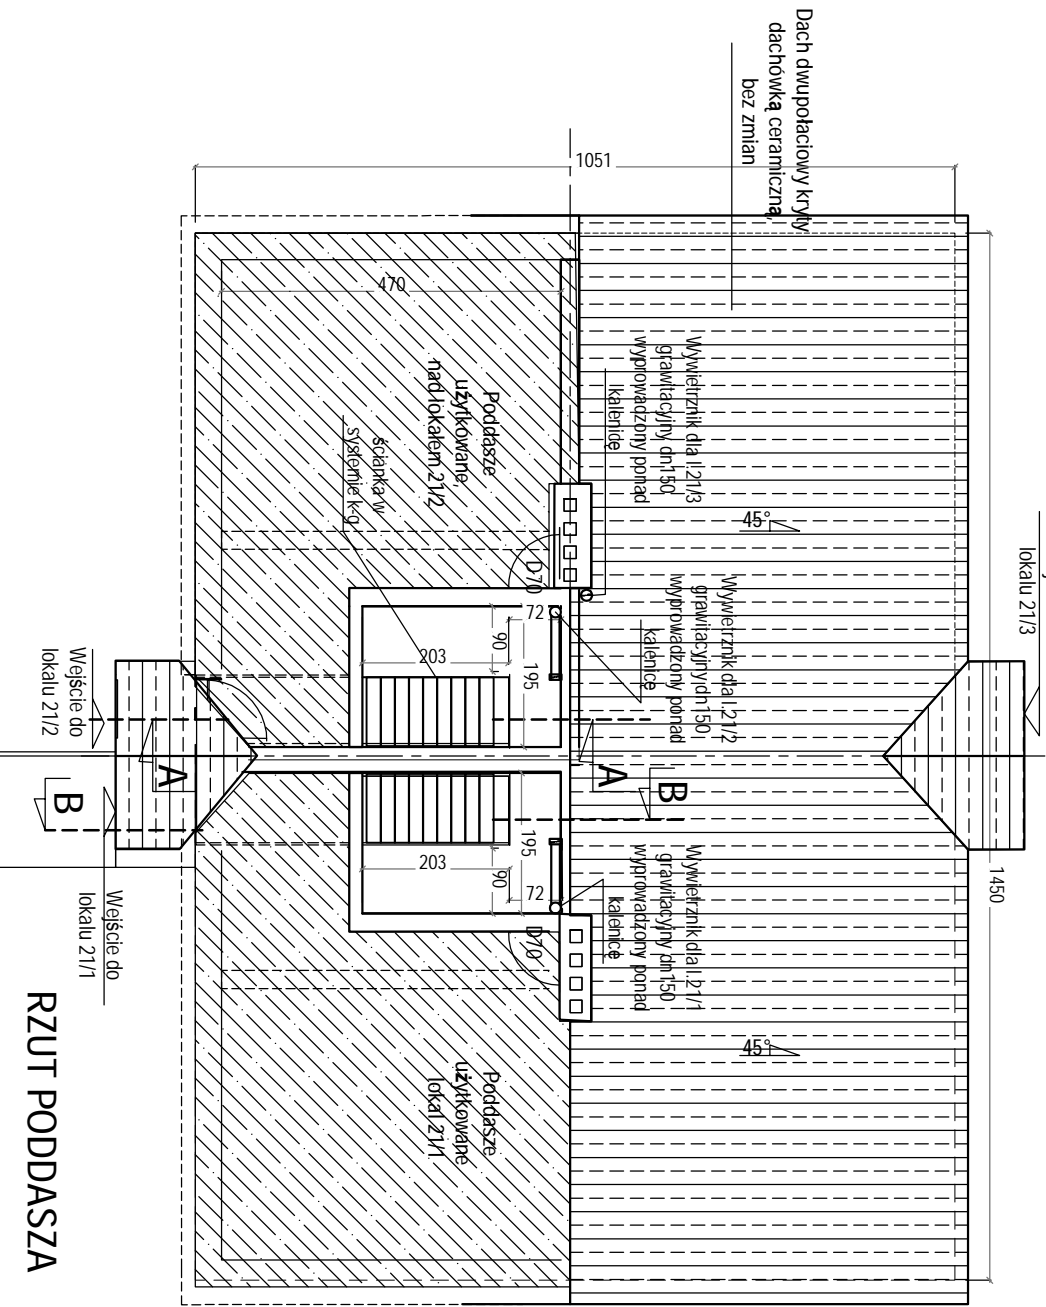 Dach dwupołaciowy kryty
dachówką ceramiczną,
bez zmian
1051
1450
lokalu 21/3
Wywietrznik dla l.21/3
grawitacyjny dn150
wyprowadzony ponad
kalenicę
45°
Wywietrznik dla l.21/2
grawitacyjny dn150
wyprowadzony ponad
kalenicę
Wywietrznik dla l.21/1
grawitacyjny dn150
wyprowadzony ponad
kalenicę
45°
470
Poddasze
użytkowane,
nad lokalem 21/2
ścianka w
systemie k-g
D70
72
90
195
203
A
B
195
203
90
72
D70
Poddasze
użytkowane
lokal 21/1
Wejście do
lokalu 21/2
A
B
Wejście do
lokalu 21/1
RZUT PODDASZA